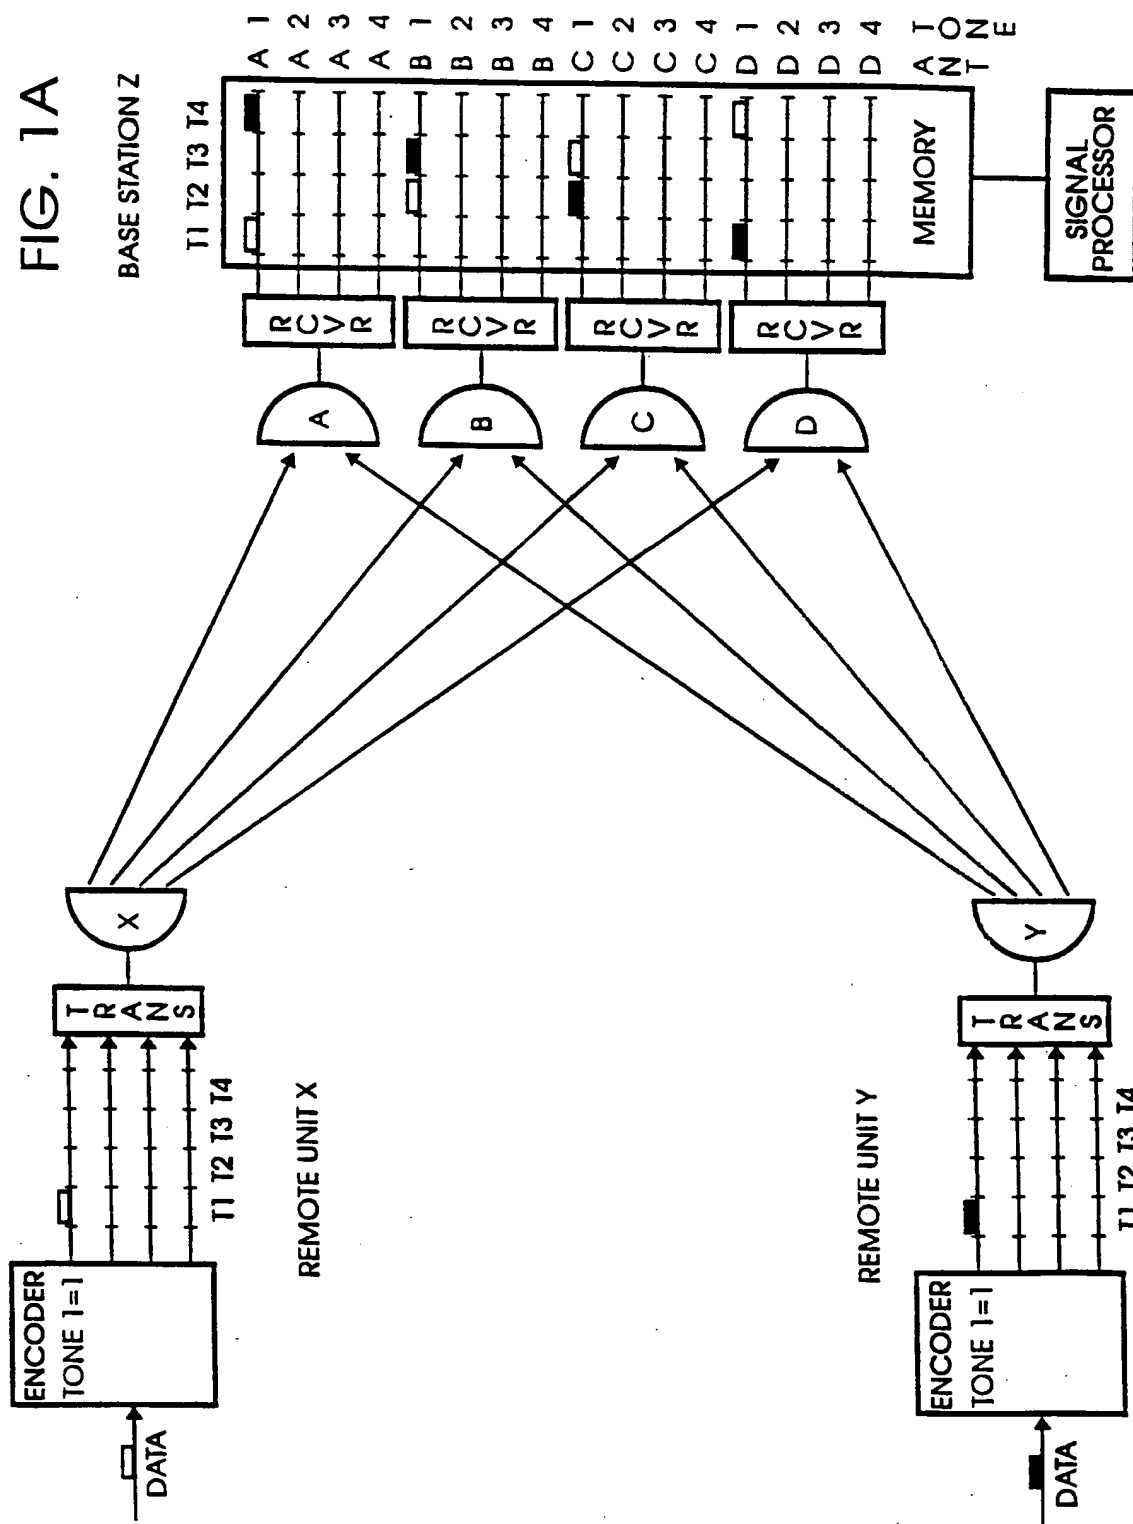 FIG. 1A
BASE STATION Z
T1 T2 T3 T4
A 1
A 2
A 3
A 4
B 1
B 2
B 3
B 4
C 1
C 2
C 3
C 4
D 1
D 2
D 3
D 4
ANT
TONE
RCVR
RCVR
RCVR
RCVR
A
B
C
D
MEMORY
SIGNAL
PROCESSOR
X
TRANS
T1 T2 T3 T4
ENCODER
TONE 1=1
DATA
REMOTE UNIT X
REMOTE UNIT Y
Y
TRANS
T1 T2 T3 T4
ENCODER
TONE 1=1
DATA